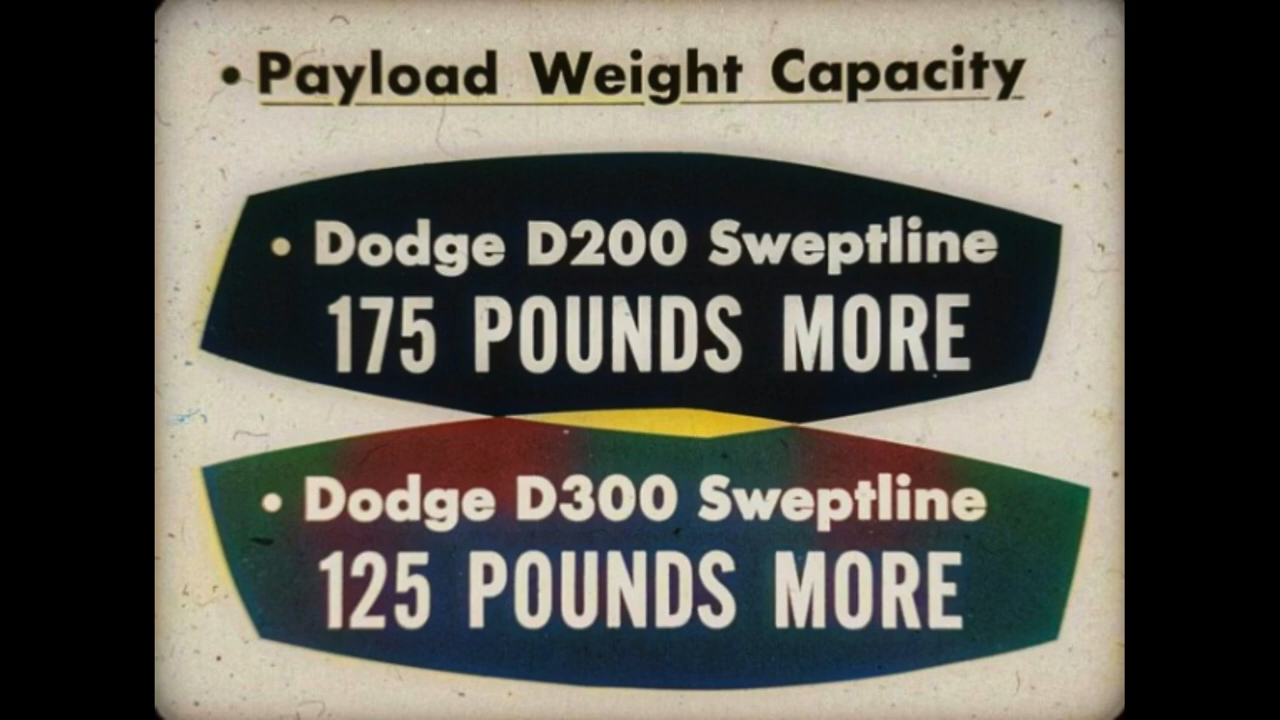 • Payload Weight Capacity
• Dodge D200 Sweptline
175 POUNDS MORE
• Dodge D300 Sweptline
125 POUNDS MORE